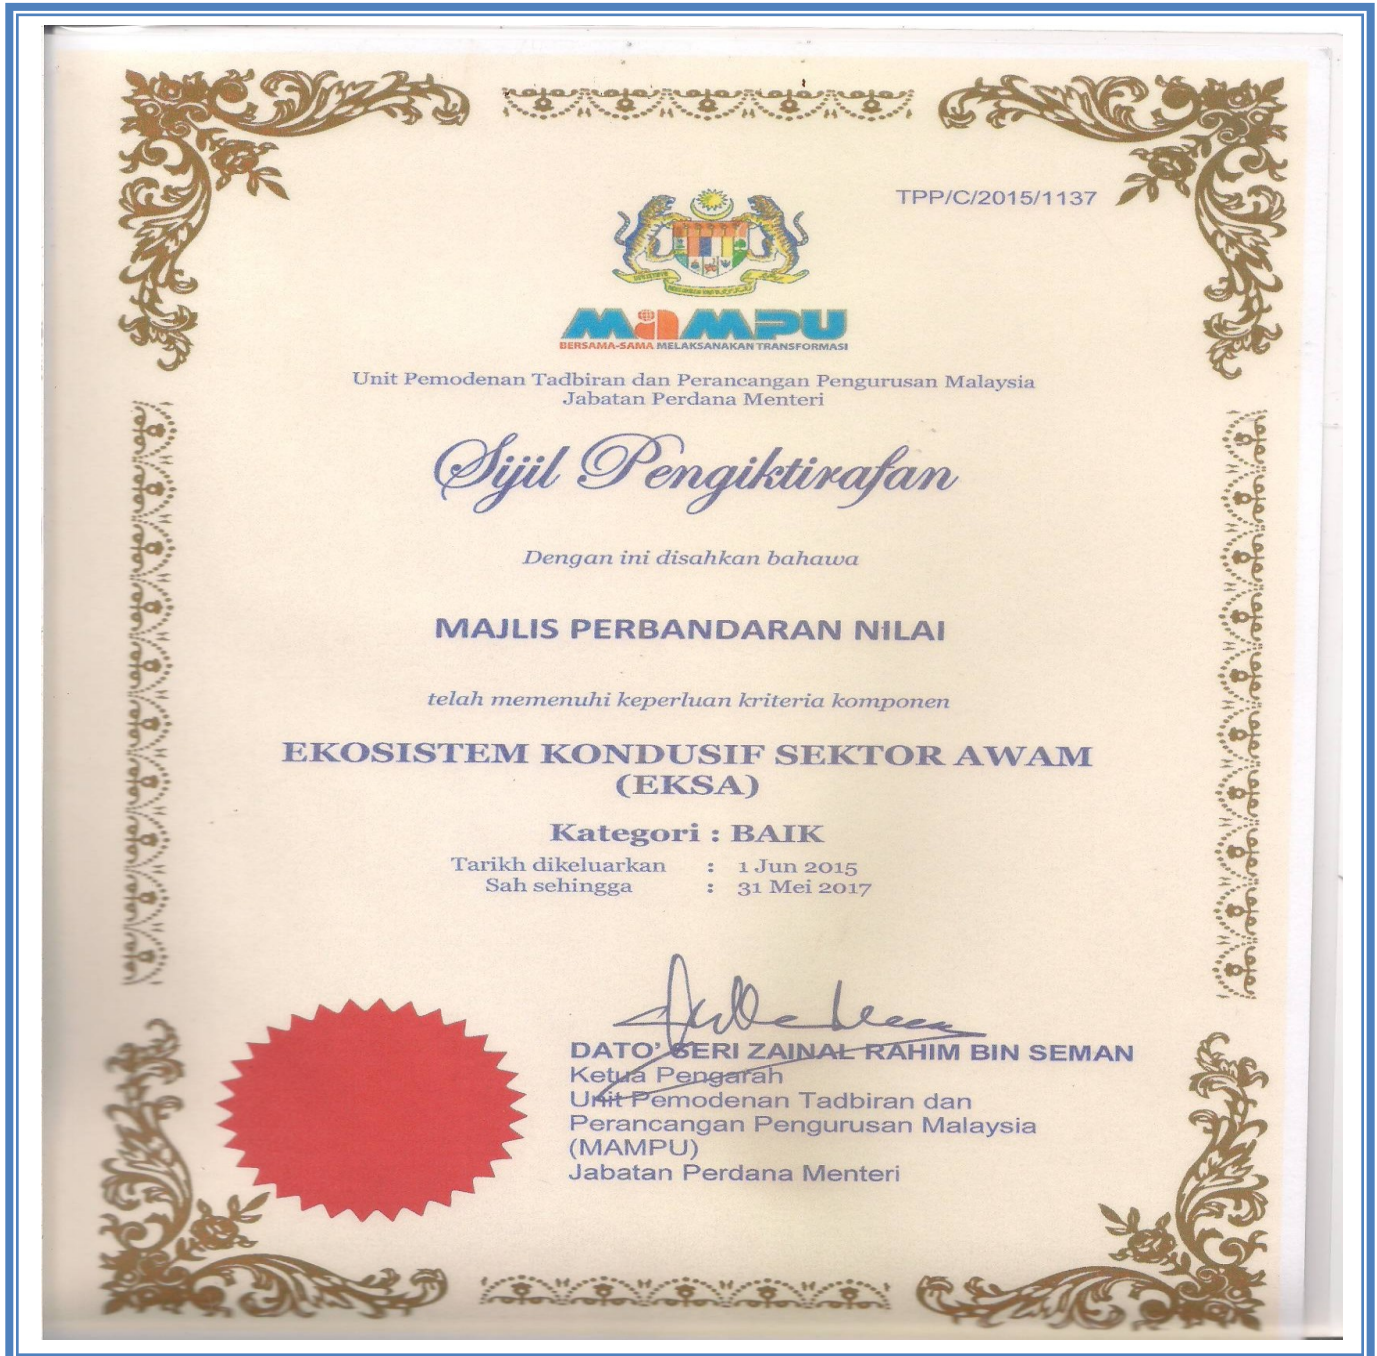 TPP/C/2015/1137
MAMPU
BERSAMA-SAMA MELAKSANAKAN TRANSFORMASI
Unit Pemodenan Tadbiran dan Perancangan Pengurusan Malaysia
Jabatan Perdana Menteri
Sijil Pengiktirafan
Dengan ini disahkan bahawa
MAJLIS PERBANDARAN NILAI
telah memenuhi keperluan kriteria komponen
EKOSISTEM KONDUSIF SEKTOR AWAM
(EKSA)
Kategori : BAIK
Tarikh dikeluarkan : 1 Jun 2015
Sah sehingga : 31 Mei 2017
DATO' SERI ZAINAL RAHIM BIN SEMAN
Ketua Pengarah
Unit Pemodenan Tadbiran dan
Perancangan Pengurusan Malaysia
(MAMPU)
Jabatan Perdana Menteri